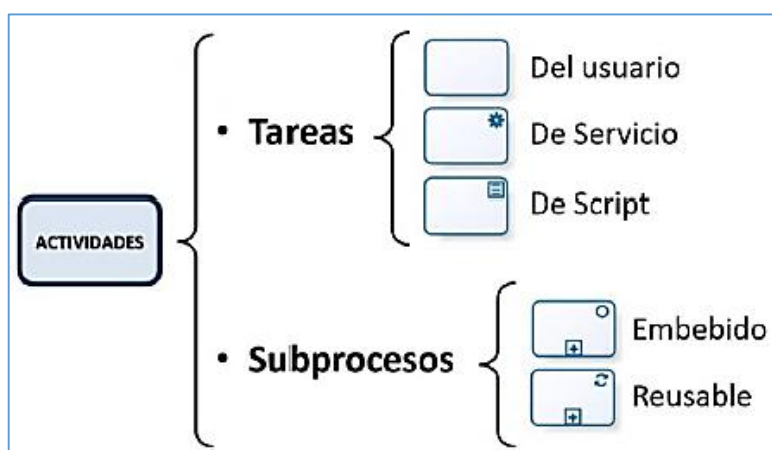 ACTIVIDADES
• Tareas
Del usuario
De Servicio
De Script
• Subprocesos
Embebido
Reusable